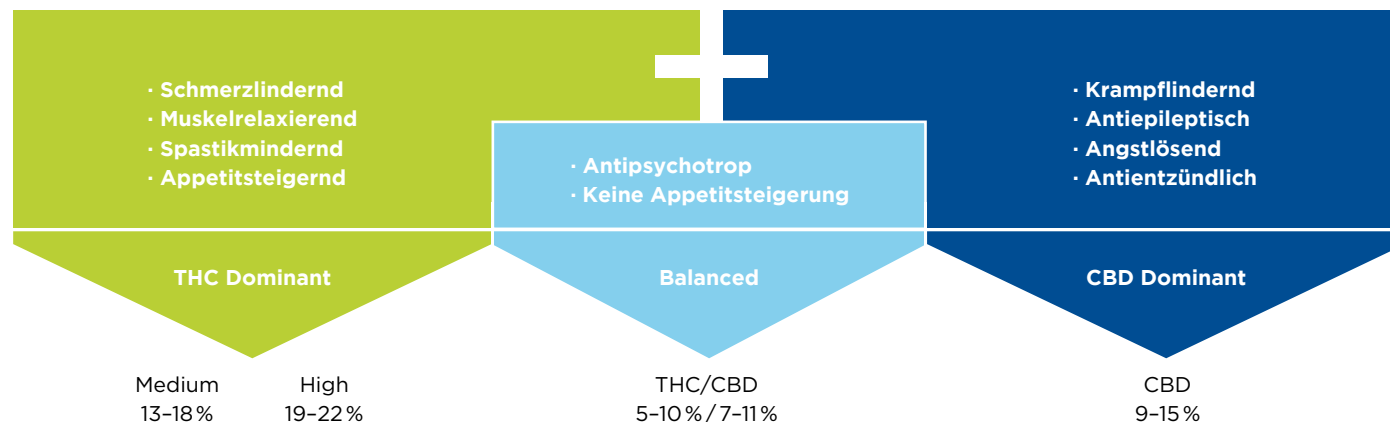 · Schmerzlindernd
· Muskelrelaxierend
· Spastikmindernd
· Appetitsteigernd
· Antipsychotrop
· Keine Appetitsteigerung
· Krampflindernd
· Antiepileptisch
· Angstlösend
· Antientzündlich
THC Dominant
Balanced
CBD Dominant
Medium
13–18 %
High
19–22 %
THC/CBD
5–10 % / 7–11 %
CBD
9–15 %